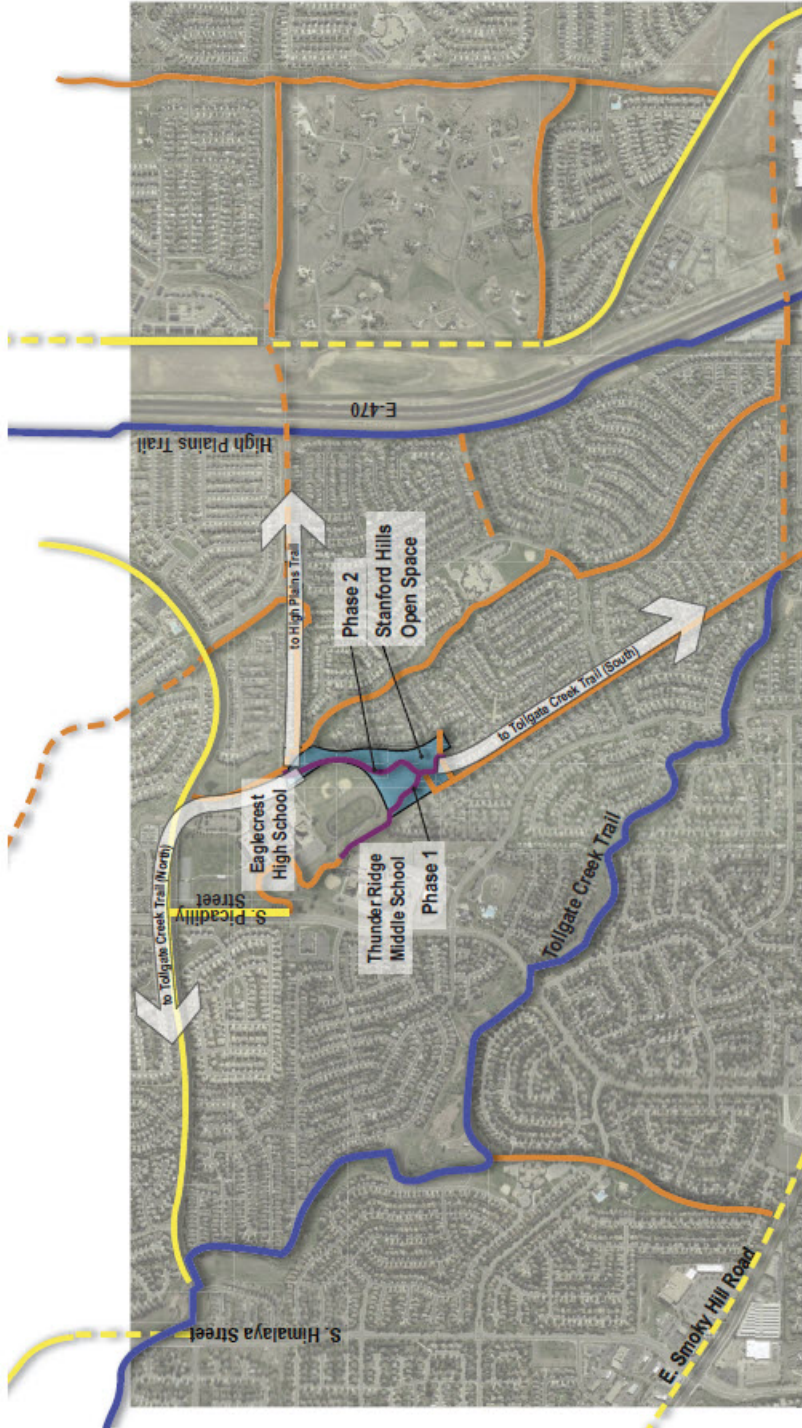 High Plains Trail
E-470
to High Plains Trail
Phase 2
Stanford Hills
Open Space
to Tollgate Creek Trail (South)
Eaglecrest
High School
to Tollgate Creek Trail (North)
S. Picadilly
Street
Thunder Ridge
Middle School
Phase 1
Tollgate Creek Trail
S. Himalaya Street
E. Smoky Hill Road